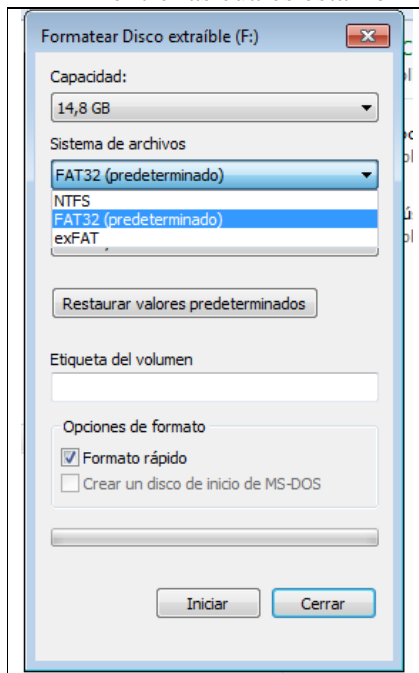 Formatear Disco extraíble (F:)
Capacidad:
14,8 GB
Sistema de archivos
FAT32 (predeterminado)
NTFS
FAT32 (predeterminado)
exFAT
Restaurar valores predeterminados
Etiqueta del volumen
Opciones de formato
Formato rápido
Crear un disco de inicio de MS-DOS
Iniciar
Cerrar